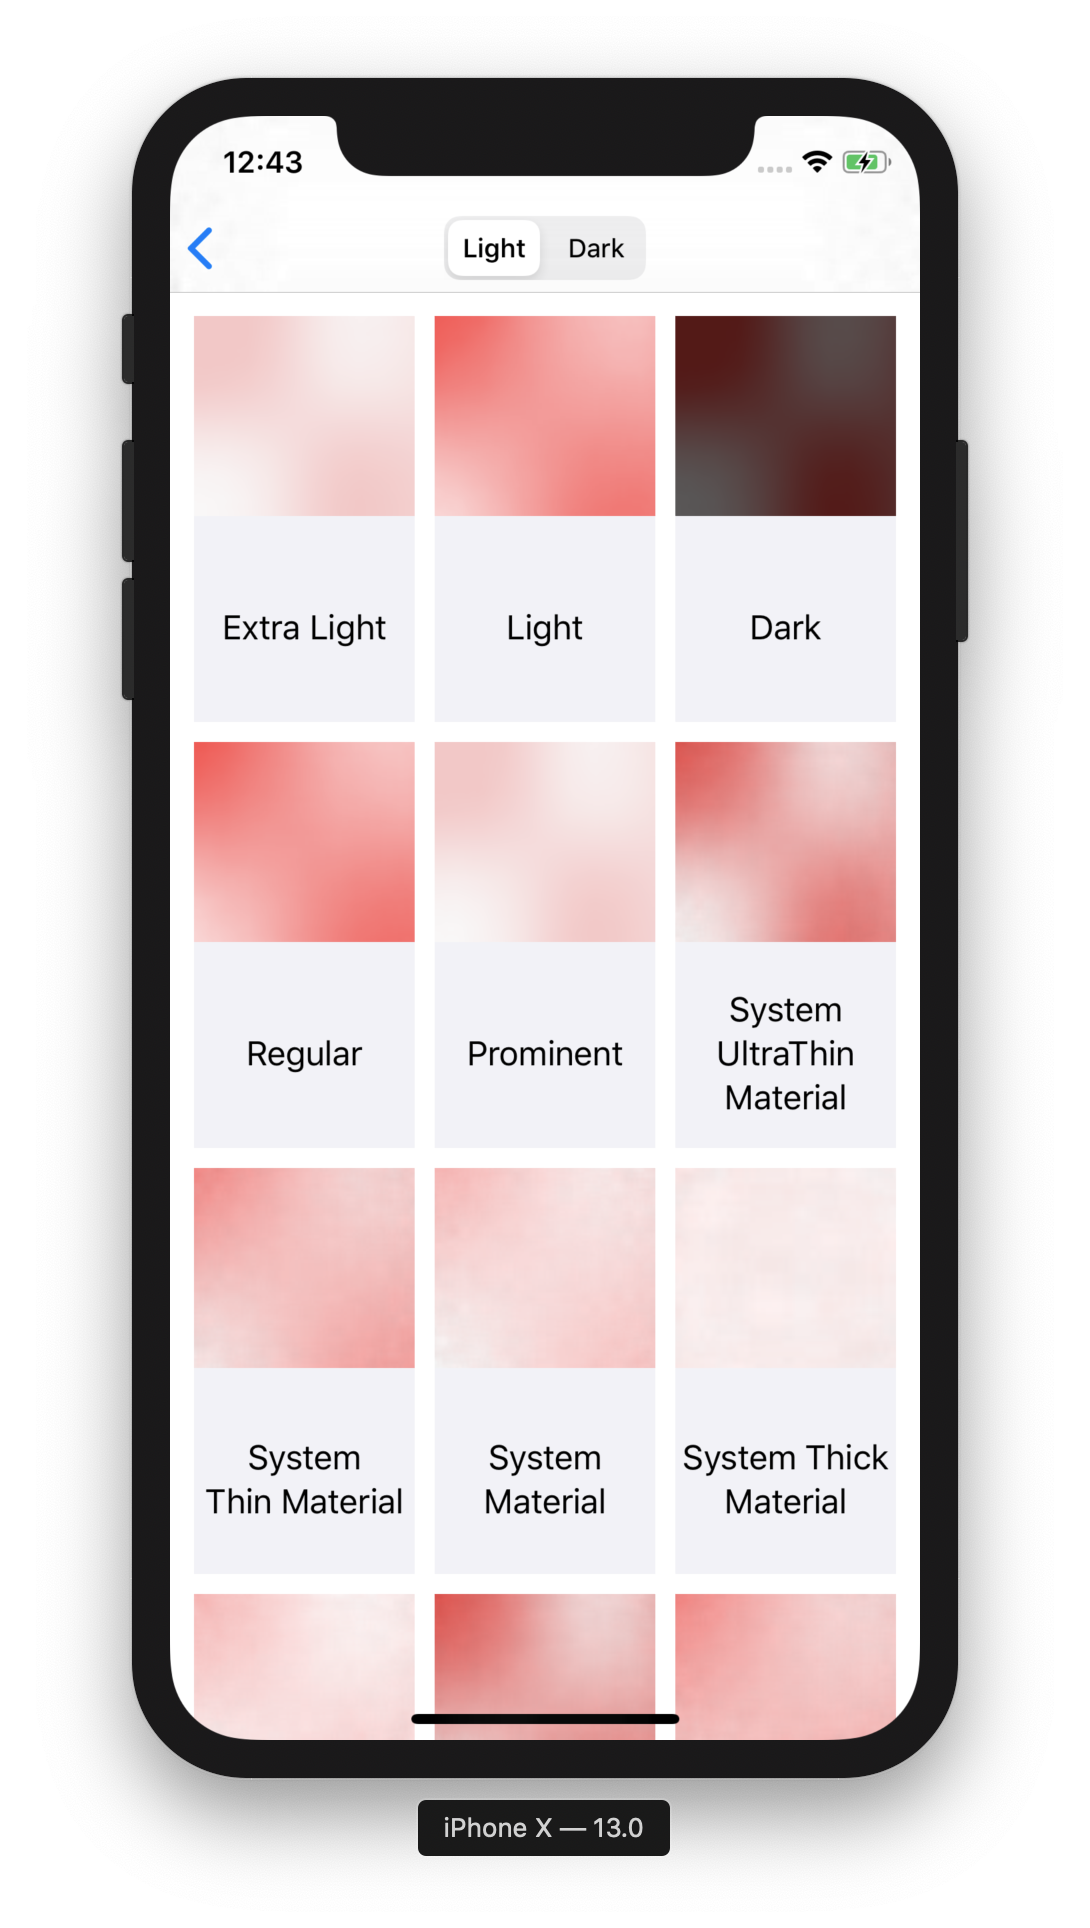 12:43
Light Dark
Extra Light
Light
Dark
Regular
Prominent
System
UltraThin
Material
System
Thin Material
System
Material
System Thick
Material
iPhone X — 13.0